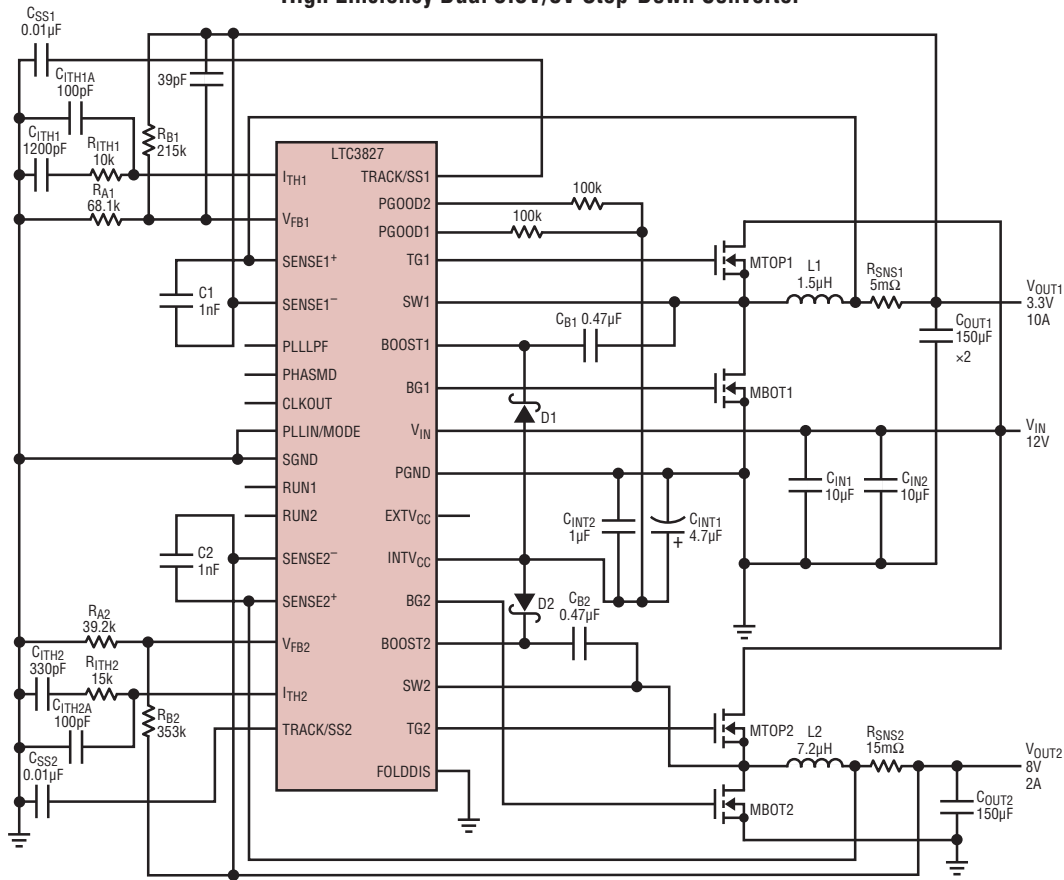 High Efficiency Dual Step-Down Converter
CSS1
0.01µF
CITH1A
100pF
39pF
CITH1
1200pF
RITH1
10k
RB1
215k
RA1
68.1k
LTC3827
ITH1
VFB1
SENSE1+
SENSE1−
PLLLPF
PHASMD
CLKOUT
PLLIN/MODE
SGND
RUN1
RUN2
SENSE2−
SENSE2+
VFB2
ITH2
TRACK/SS2
TRACK/SS1
PGOOD2
PGOOD1
TG1
SW1
BOOST1
BG1
VIN
PGND
EXTVCC
INTVCC
BG2
BOOST2
SW2
TG2
FOLDDIS
C1
1nF
C2
1nF
100k
100k
MTOP1
L1
1.5µH
RSNS1
5mΩ
VOUT1
3.3V
10A
CB1 0.47µF
COUT1
150µF
×2
MBOT1
D1
VIN
12V
CIN1
10µF
CIN2
10µF
CINT2
1µF
CINT1
4.7µF
+
D2
CB2
0.47µF
RA2
39.2k
CITH2
330pF
RITH2
15k
CITH2A
100pF
RB2
353k
CSS2
0.01µF
MTOP2
L2
7.2µH
RSNS2
15mΩ
VOUT2
8V
2A
MBOT2
COUT2
150µF